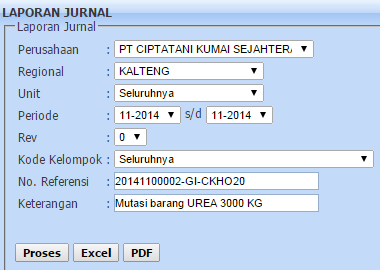 LAPORAN JURNAL
Laporan Jurnal
Perusahaan : PT CIPTATANI KUMAI SEJAHTERA
Regional : KALTENG
Unit : Seluruhnya
Periode : 11-2014 s/d 11-2014
Rev : 0
Kode Kelompok : Seluruhnya
No. Referensi : 20141100002-GI-CKHO20
Keterangan : Mutasi barang UREA 3000 KG
Proses Excel PDF